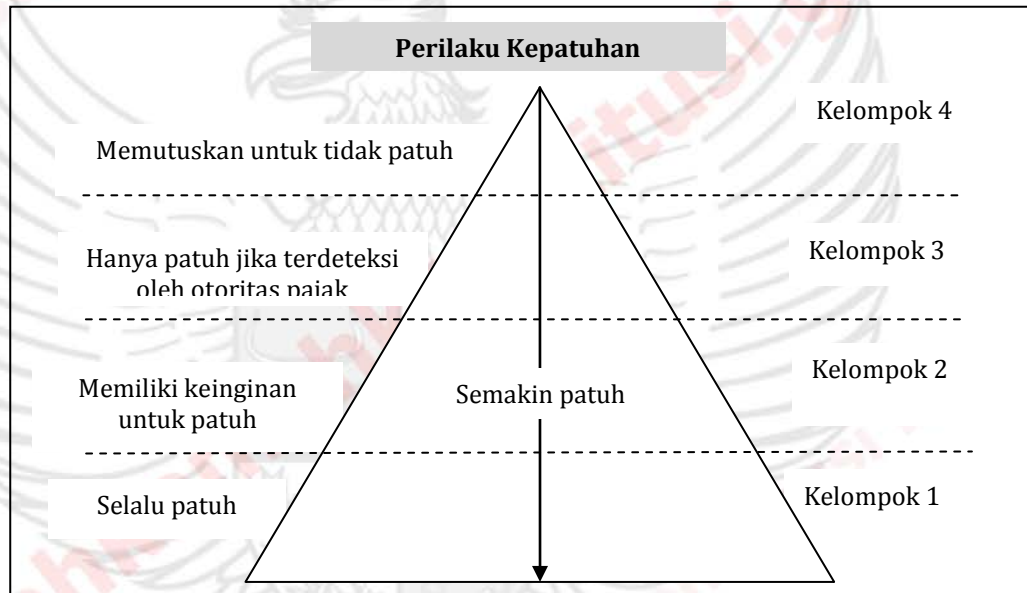 Perilaku Kepatuhan
Kelompok 4
Memutuskan untuk tidak patuh
Hanya patuh jika terdeteksi
oleh otoritas pajak
Kelompok 3
Memiliki keinginan
untuk patuh
Semakin patuh
Kelompok 2
Selalu patuh
Kelompok 1